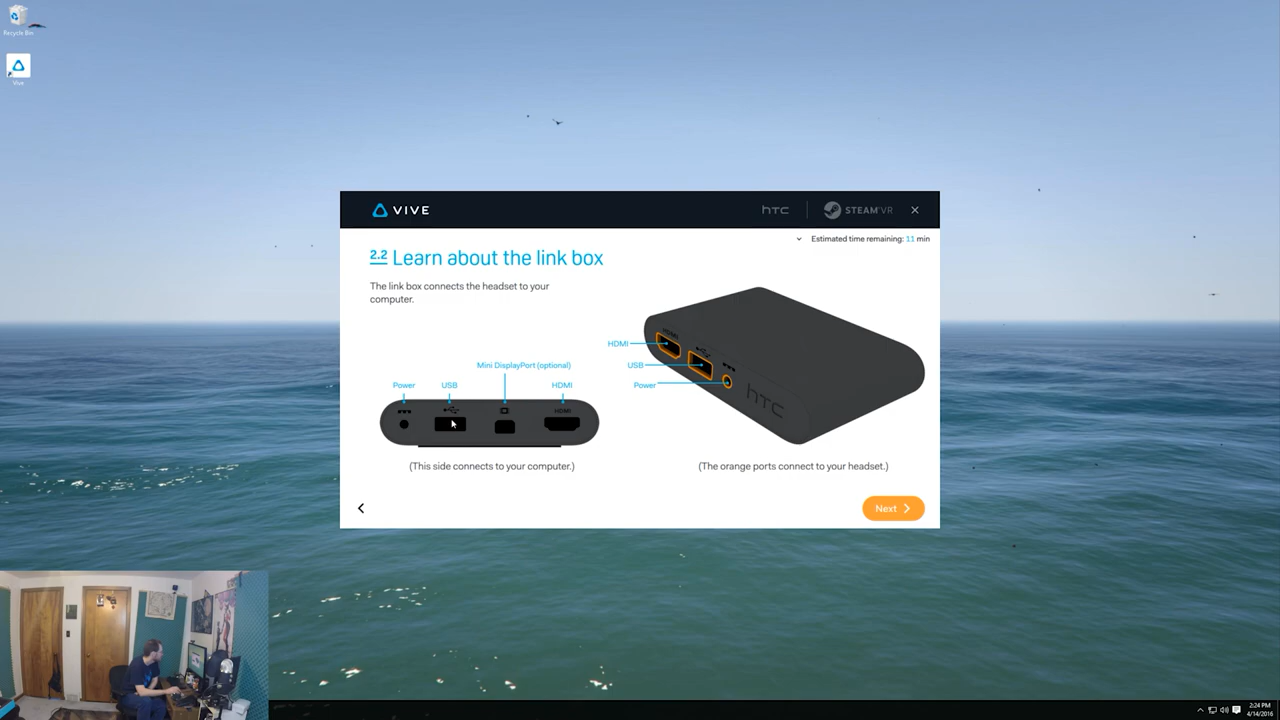 Recycle Bin
Vive
VIVE
hTC
STEAM VR
Estimated time remaining: 11 min
2.2 Learn about the link box
The link box connects the headset to your
computer.
Mini DisplayPort (optional)
Power
USB
HDMI
HDMI
(This side connects to your computer.)
HDMI
USB
Power
HDMI
hTC
(The orange ports connect to your headset.)
Next
2:24 PM
4/14/2016